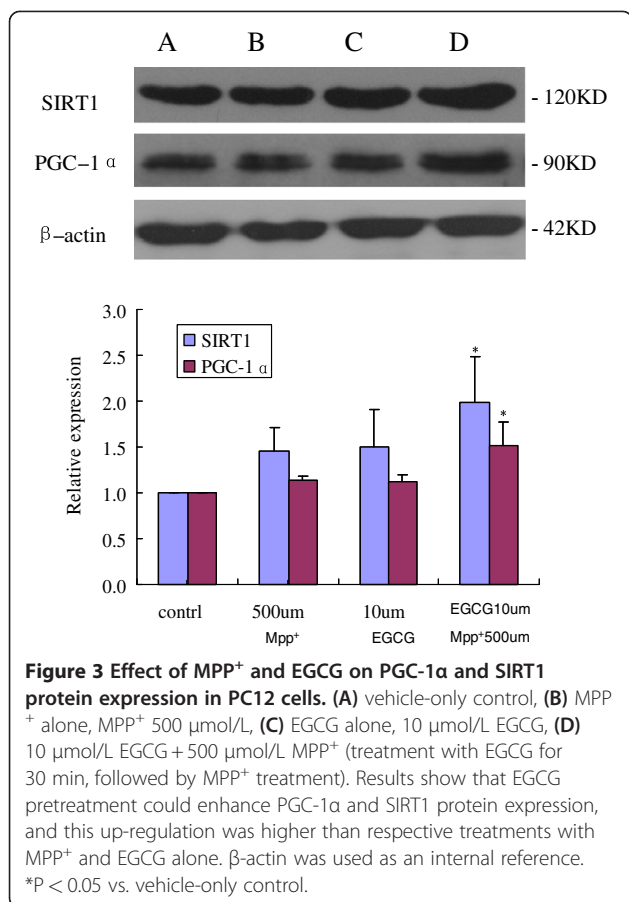 A B C D
SIRT1 - 120KD
PGC-1 α - 90KD
β-actin - 42KD
3.0
SIRT1
2.5
PGC-1 α
* 
2.0
*
1.5
1.0
0.5
0.0
Relative expression
contrl 500um 10um EGCG10um
Mpp⁺ EGCG Mpp⁺500um
Figure 3 Effect of MPP⁺ and EGCG on PGC-1α and SIRT1
protein expression in PC12 cells. (A) vehicle-only control, (B) MPP
⁺ alone, MPP⁺ 500 μmol/L, (C) EGCG alone, 10 μmol/L EGCG, (D)
10 μmol/L EGCG + 500 μmol/L MPP⁺ (treatment with EGCG for
30 min, followed by MPP⁺ treatment). Results show that EGCG
pretreatment could enhance PGC-1α and SIRT1 protein expression,
and this up-regulation was higher than respective treatments with
MPP⁺ and EGCG alone. β-actin was used as an internal reference.
*P < 0.05 vs. vehicle-only control.